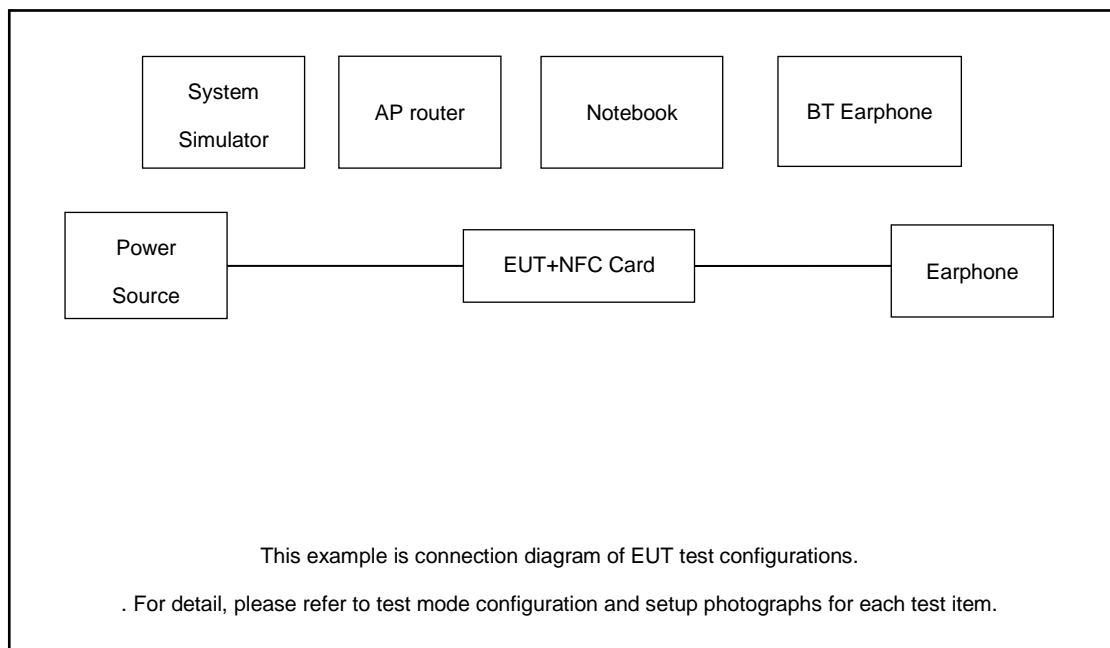 System
Simulator
AP router
Notebook
BT Earphone
Power
Source
EUT+NFC Card
Earphone
This example is connection diagram of EUT test configurations.
. For detail, please refer to test mode configuration and setup photographs for each test item.